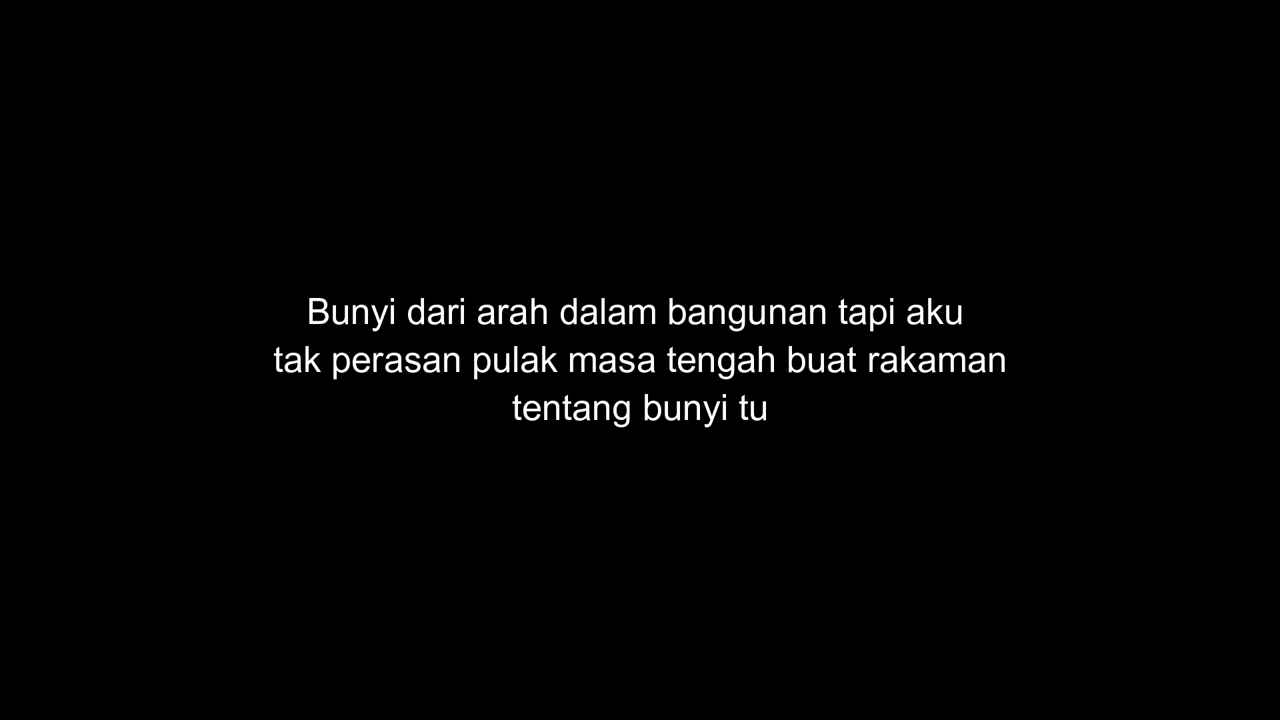 Bunyi dari arah dalam bangunan tapi aku
tak perasan pulak masa tengah buat rakaman
tentang bunyi tu